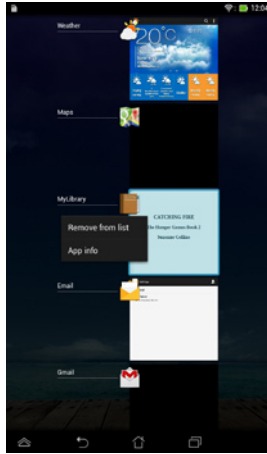 12:04
Weather
20°C
Maps
MyLibrary
CATCHING FIRE
The Hunger Games Book 2
Suzanne Collins
Remove from list
App info
Email
Gmail